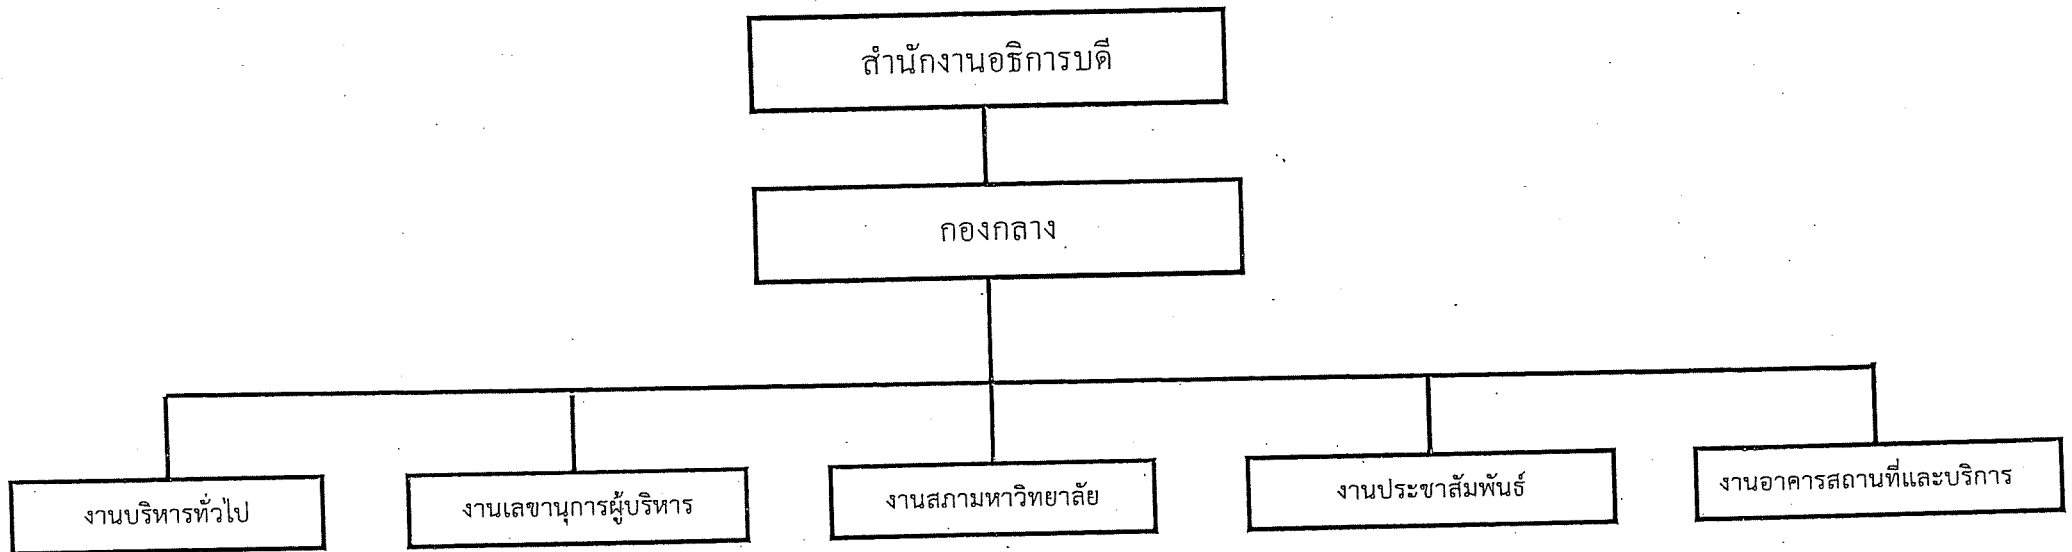 สำนักงานอธิการบดี
กองกลาง
งานบริหารทั่วไป
งานเลขานุการผู้บริหาร
งานสภามหาวิทยาลัย
งานประชาสัมพันธ์
งานอาคารสถานที่และบริการ